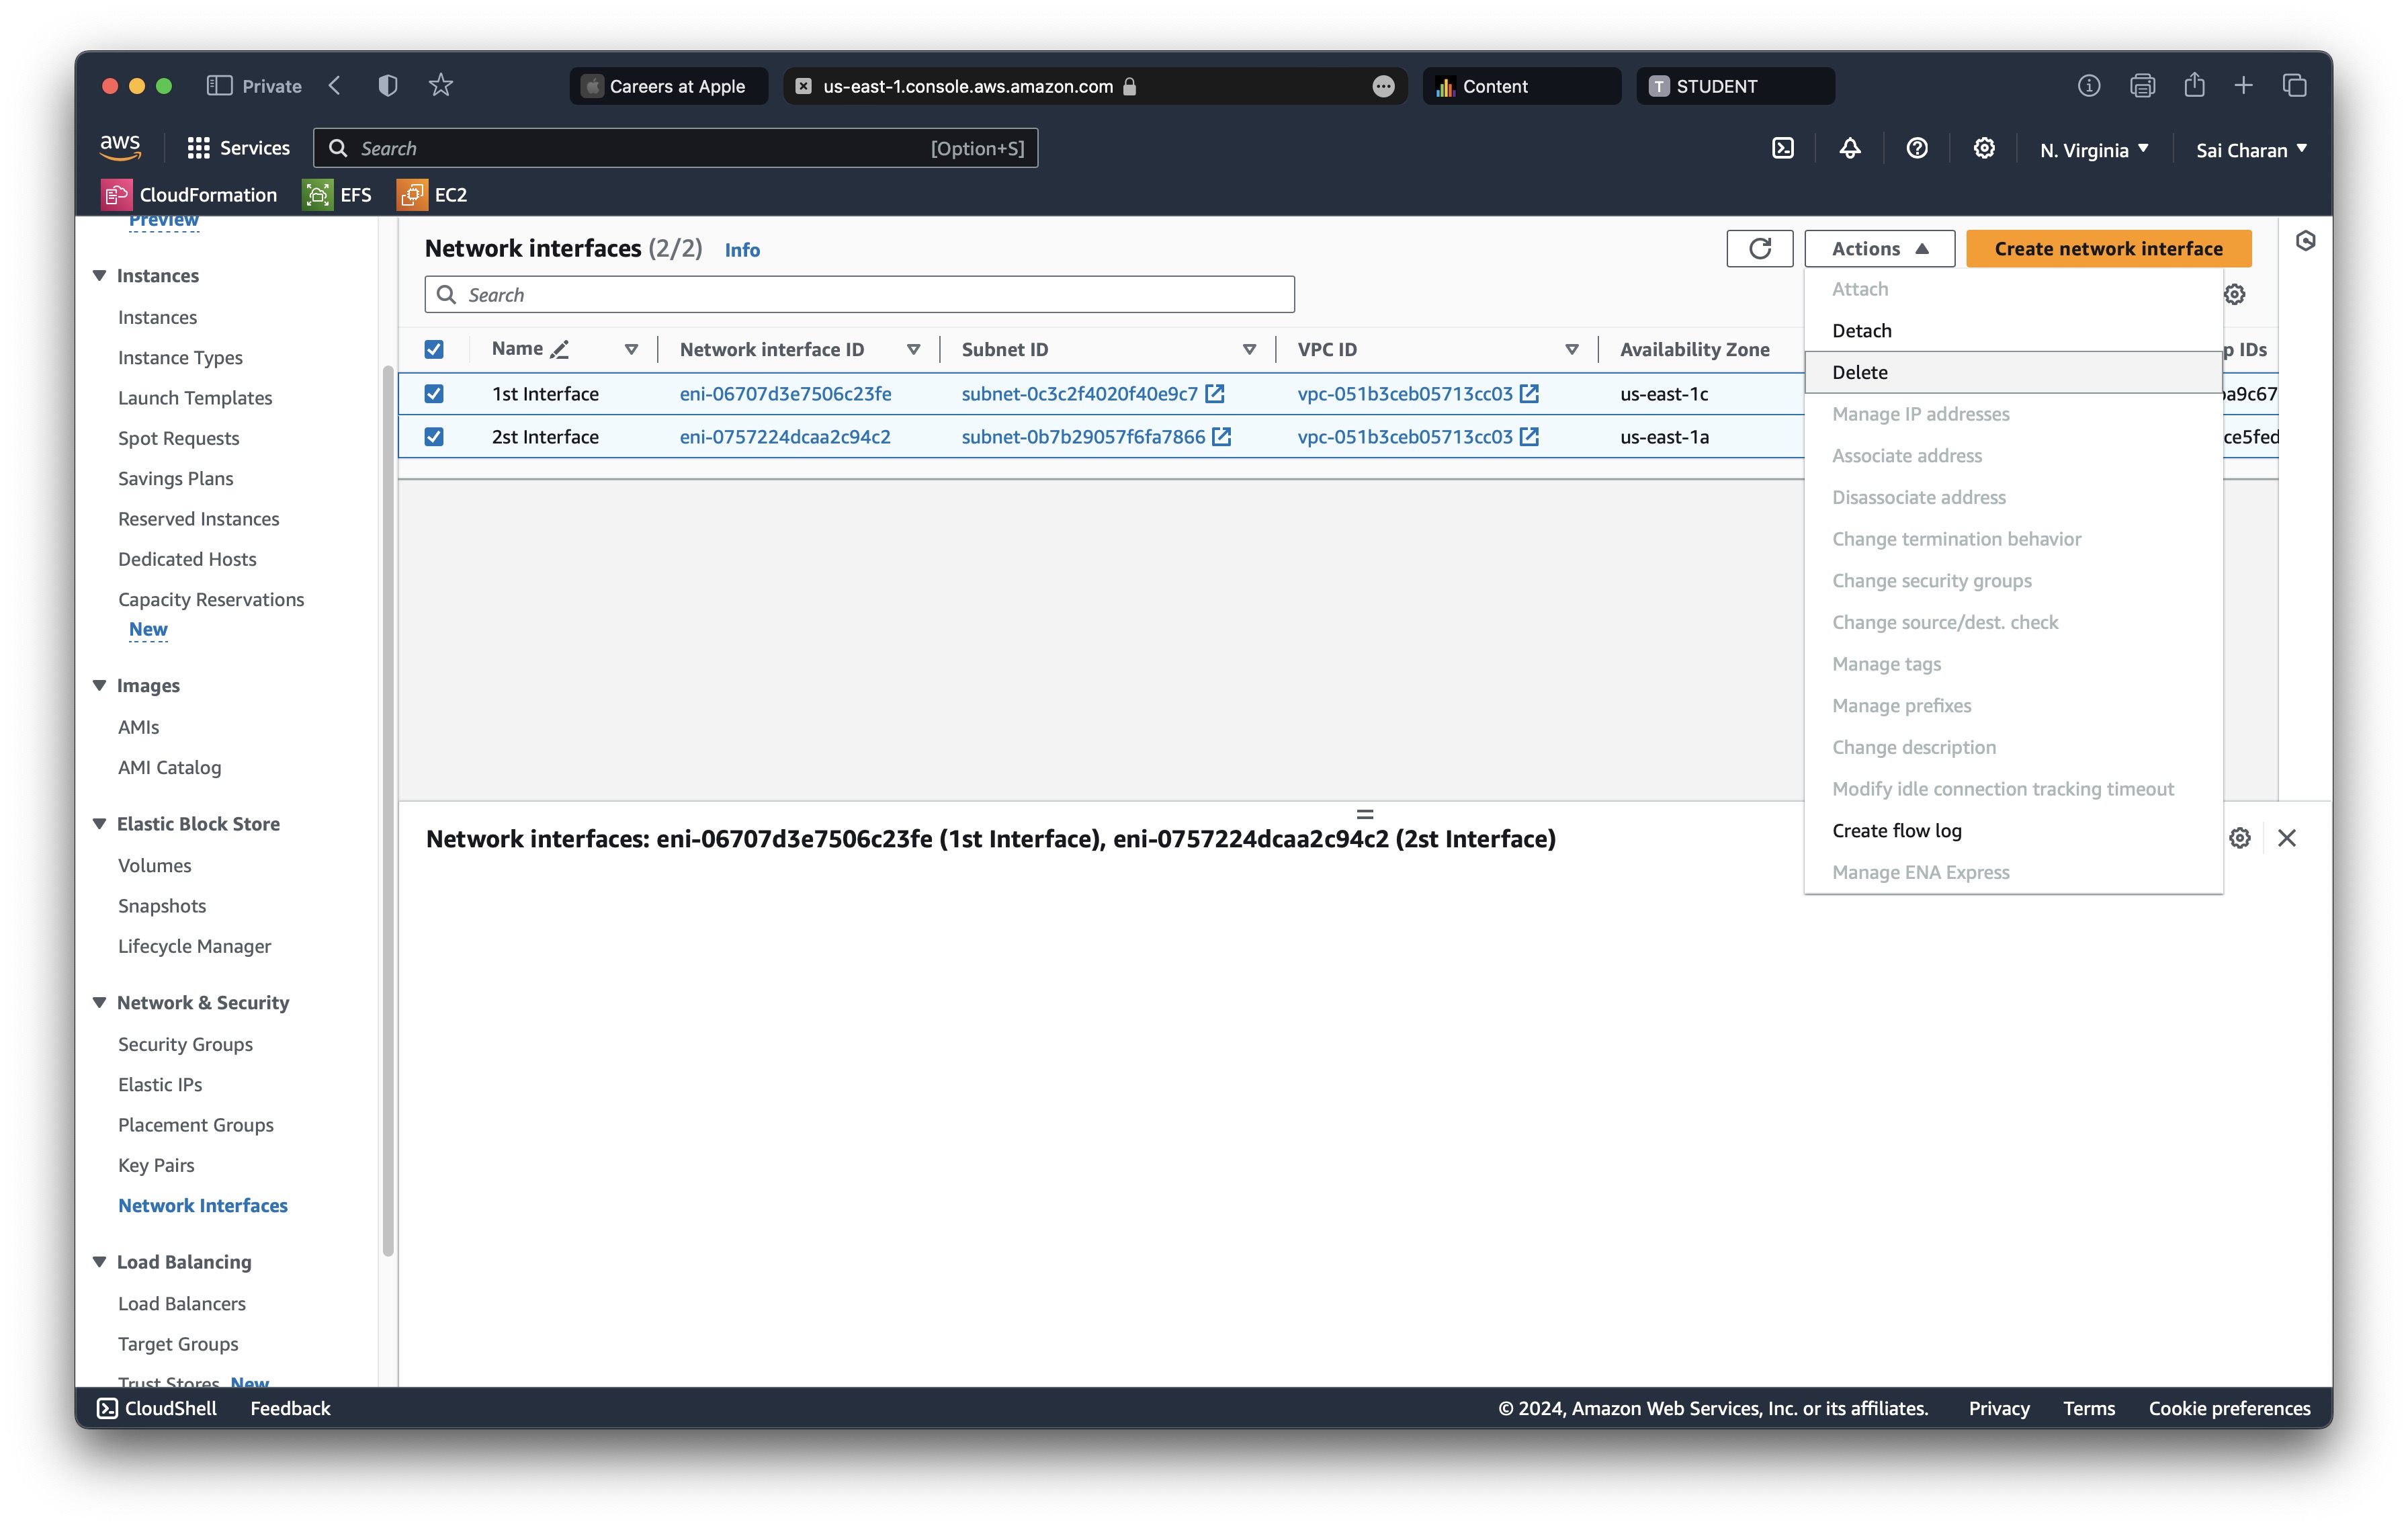 Private
Careers at Apple
us-east-1.console.aws.amazon.com
Content
T STUDENT
aws
Services
Search
[Option+S]
N. Virginia
Sai Charan
CloudFormation
EFS
EC2
Preview
Instances
Instances
Instance Types
Launch Templates
Spot Requests
Savings Plans
Reserved Instances
Dedicated Hosts
Capacity Reservations
New
Images
AMIs
AMI Catalog
Elastic Block Store
Volumes
Snapshots
Lifecycle Manager
Network & Security
Security Groups
Elastic IPs
Placement Groups
Key Pairs
Network Interfaces
Load Balancing
Load Balancers
Target Groups
Trust Stores New
Network interfaces (2/2) Info
Actions
Create network interface
Search
Name Network interface ID Subnet ID VPC ID Availability Zone p IDs
1st Interface eni-06707d3e7506c23fe subnet-0c3c2f4020f40e9c7 vpc-051b3ceb05713cc03 us-east-1c a9c67
2st Interface eni-0757224dcaa2c94c2 subnet-0b7b29057f6fa7866 vpc-051b3ceb05713cc03 us-east-1a ce5fed
Attach
Detach
Delete
Manage IP addresses
Associate address
Disassociate address
Change termination behavior
Change security groups
Change source/dest. check
Manage tags
Manage prefixes
Change description
Modify idle connection tracking timeout
Create flow log
Manage ENA Express
Network interfaces: eni-06707d3e7506c23fe (1st Interface), eni-0757224dcaa2c94c2 (2st Interface)
CloudShell
Feedback
© 2024, Amazon Web Services, Inc. or its affiliates.
Privacy
Terms
Cookie preferences